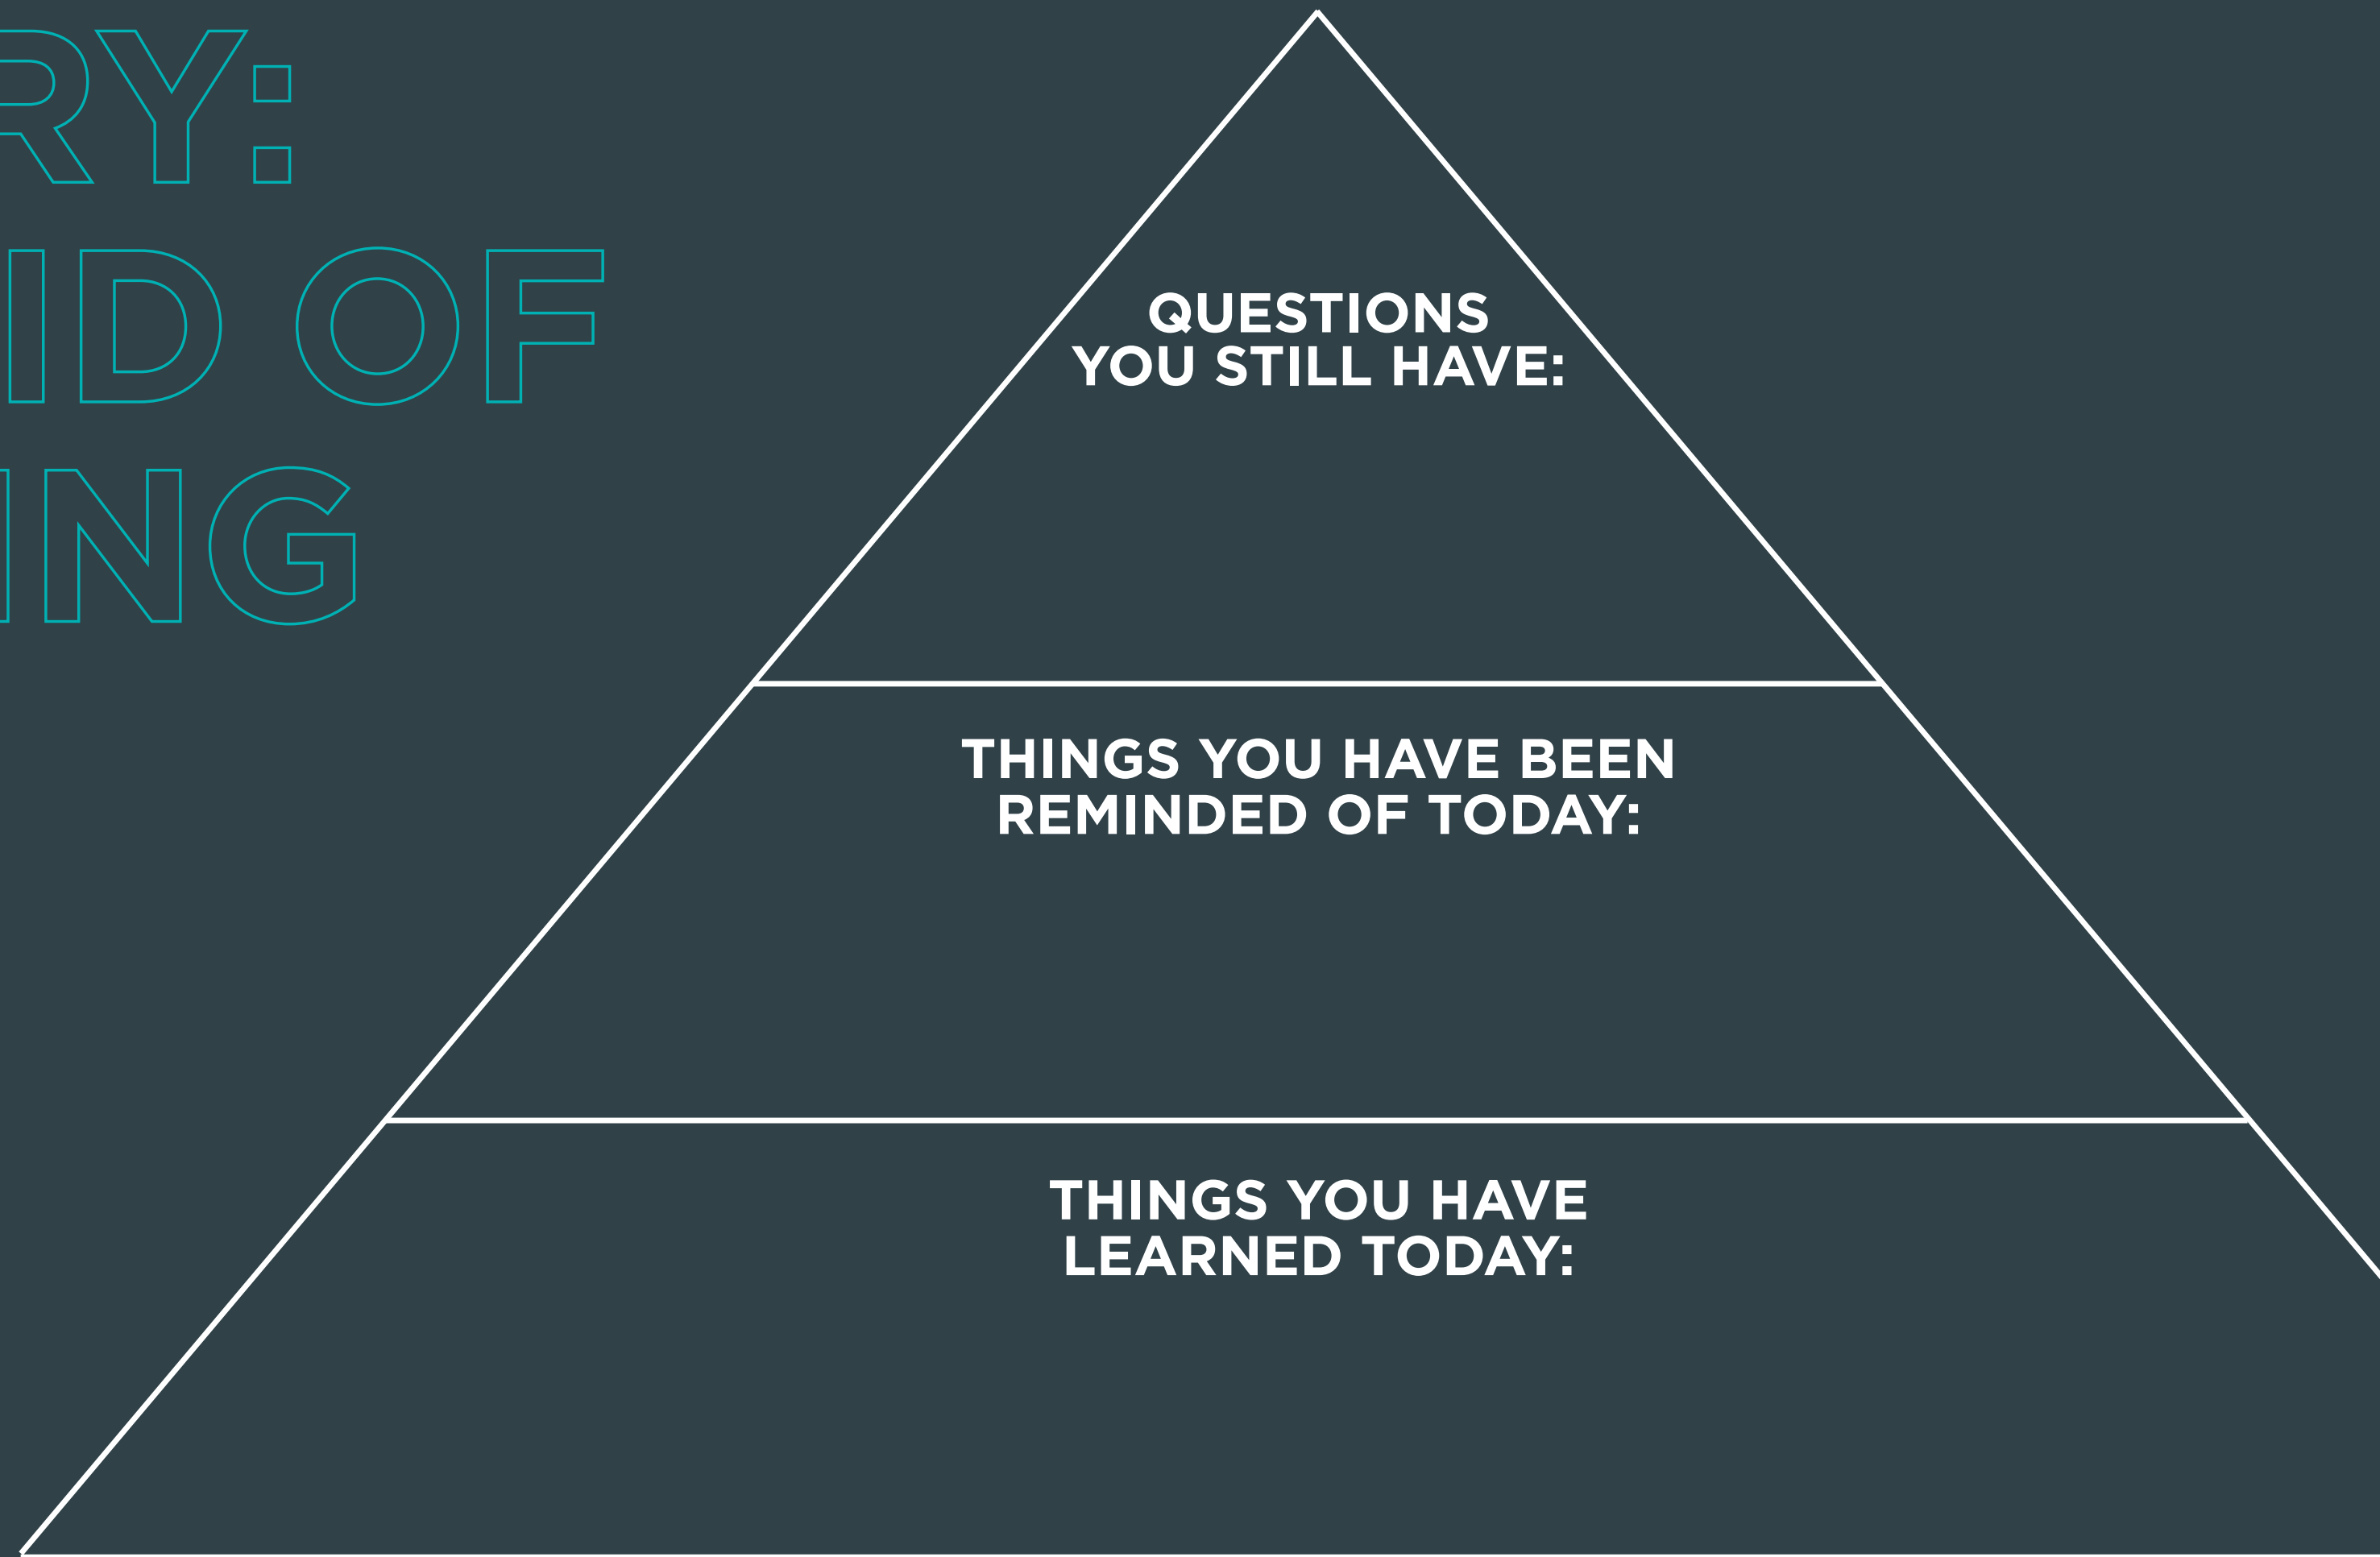 RY:
ID OF
NG
QUESTIONS
YOU STILL HAVE:
THINGS YOU HAVE BEEN
REMINDED OF TODAY:
THINGS YOU HAVE
LEARNED TODAY: